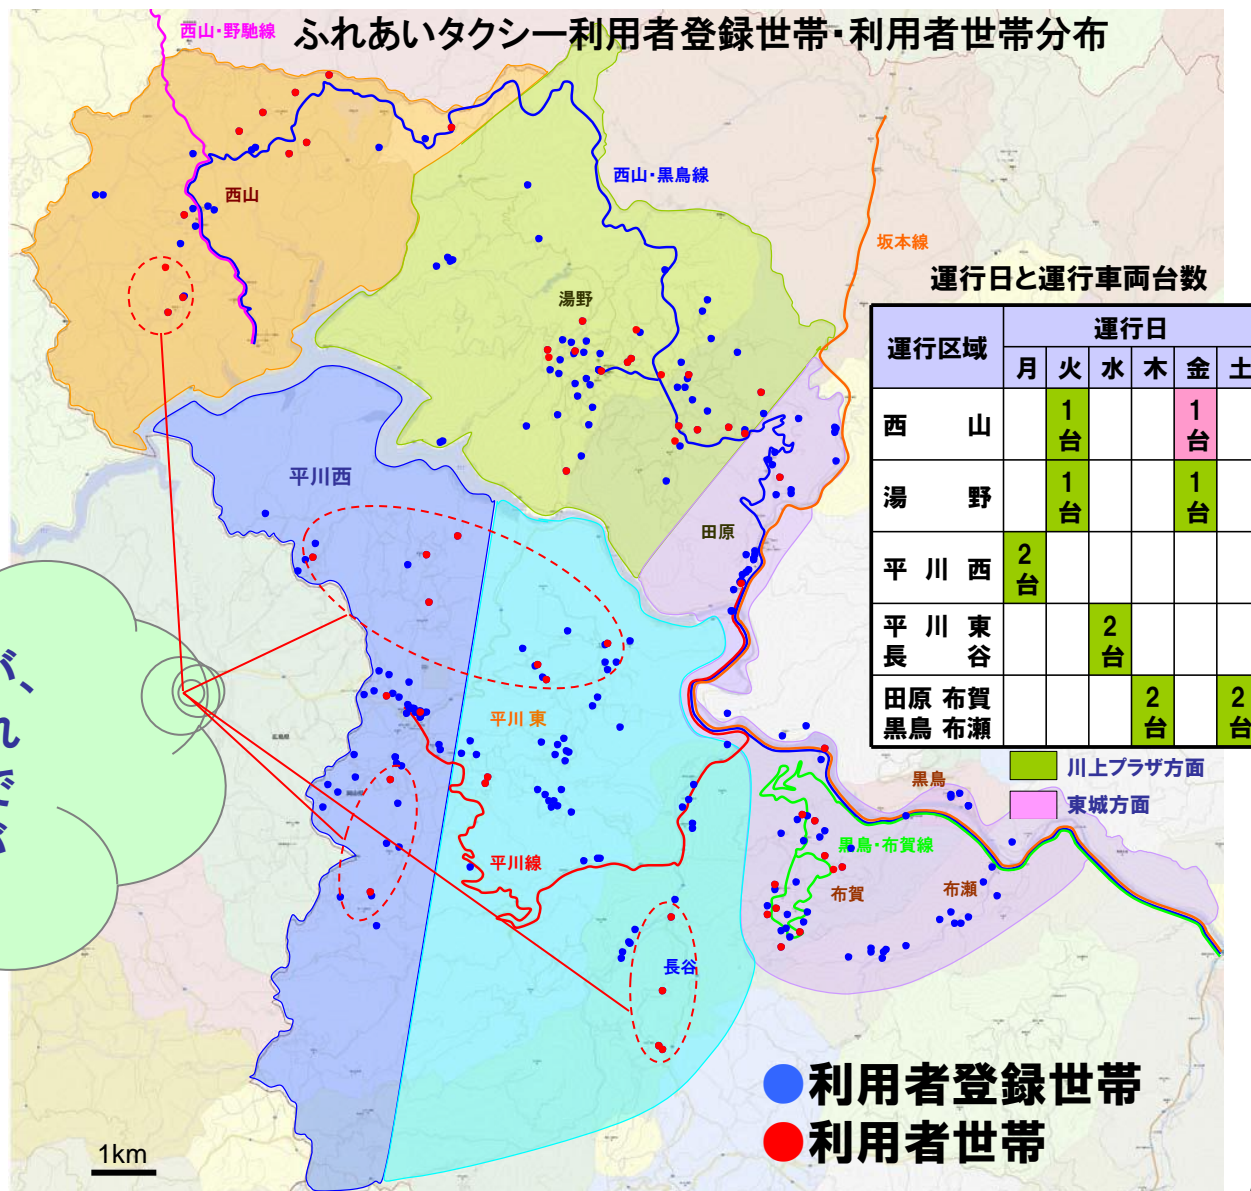 ふれあいタクシー利用者登録世帯・利用者世帯分布
西山・野馳線
西山
西山・黒鳥線
坂本線
湯野
運行日と運行車両台数
運行区域 運行日
月 火 水 木 金 土
西山 1台 1台
湯野 1台 1台
平川西 2台
平川東
長谷 2台
田原 布賀
黒鳥 布瀬 2台 2台
川上プラザ方面
東城方面
平川西
田原
平川東
平川線
黒鳥
黒鳥・布賀線
布賀
布瀬
長谷
が、
れ
で
が
利用者登録世帯
利用者世帯
1km